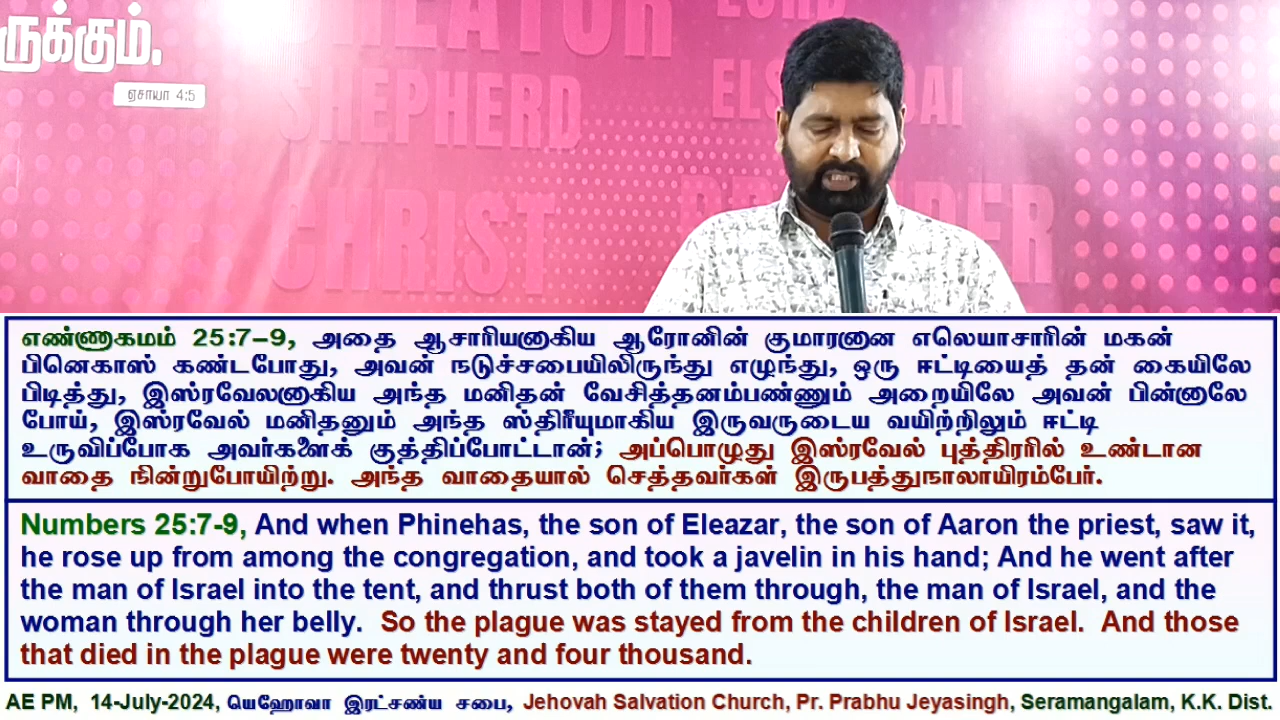 ருக்கும்.
ஏசாயா 4:5
CREATOR
LORD
SHEPHERD
CHRIST
எண்ணாகமம் 25:7-9, அதை ஆசாரியனாகிய ஆரோனின் குமாரனான எலெயாசாரின் மகன்
பினெகாஸ் கண்டபோது, அவன் நடுச்சபையிலிருந்து எழுந்து, ஒரு ஈட்டியைத் தன் கையிலே
பிடித்து, இஸ்ரவேலனாகிய அந்த மனிதன் வேசித்தனம்பண்ணும் அறையிலே அவன் பின்னாலே
போய், இஸ்ரவேல் மனிதனும் அந்த ஸ்திரீயுமாகிய இருவருடைய வயிற்றிலும் ஈட்டி
உருவிப்போக அவர்களைக் குத்திப்போட்டான்; அப்பொழுது இஸ்ரவேல் புத்திரரில் உண்டான
வாதை நின்றுபோயிற்று. அந்த வாதையால் செத்தவர்கள் இருபத்துநாலாயிரம்பேர்.
Numbers 25:7-9, And when Phinehas, the son of Eleazar, the son of Aaron the priest, saw it,
he rose up from among the congregation, and took a javelin in his hand; And he went after
the man of Israel into the tent, and thrust both of them through, the man of Israel, and the
woman through her belly. So the plague was stayed from the children of Israel. And those
that died in the plague were twenty and four thousand.
AE PM, 14-July-2024, யெஹோவா இரட்சண்ய சபை, Jehovah Salvation Church, Pr. Prabhu Jeyasingh, Seramangalam, K.K. Dist.